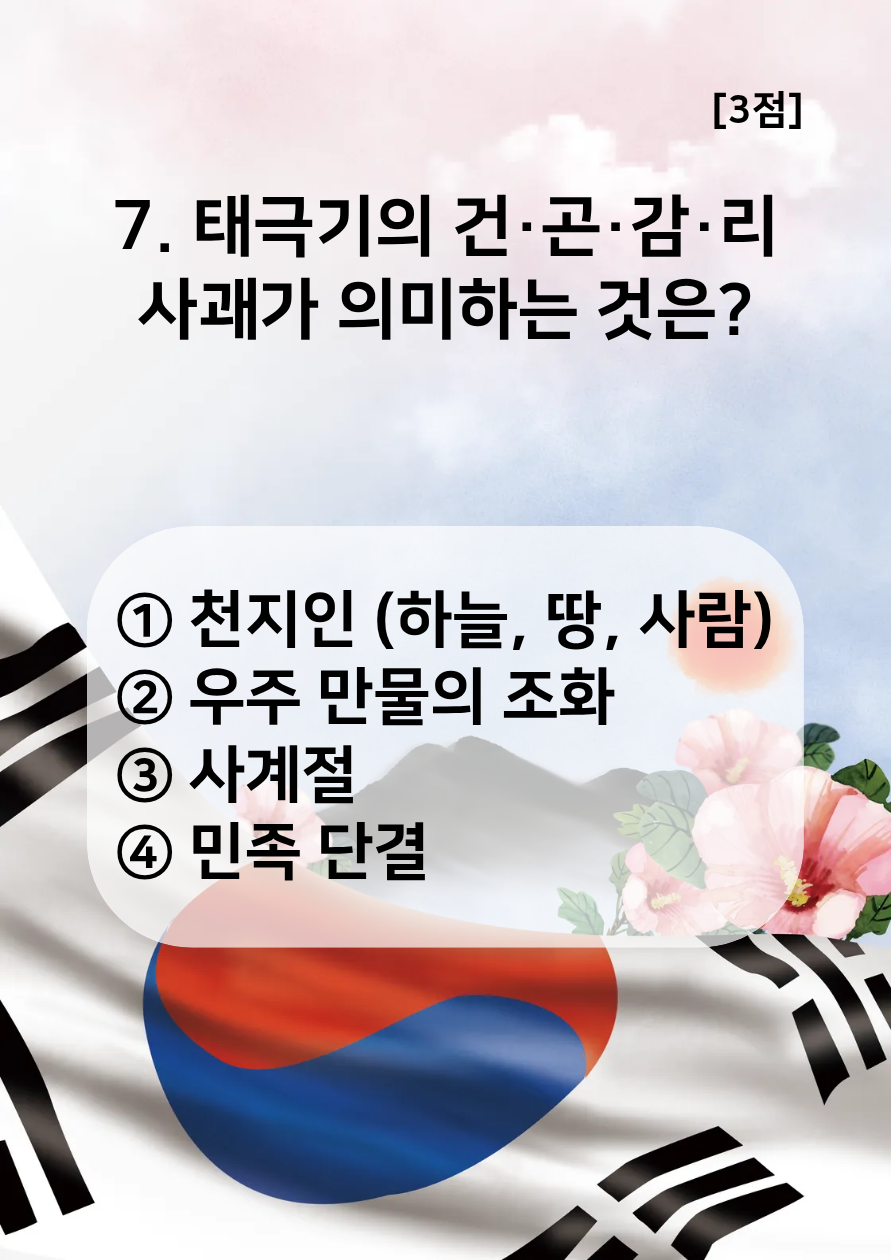 [3점]
7. 태극기의 건·곤·감·리
사괘가 의미하는 것은?
① 천지인 (하늘, 땅, 사람)
② 우주 만물의 조화
③ 사계절
④ 민족 단결